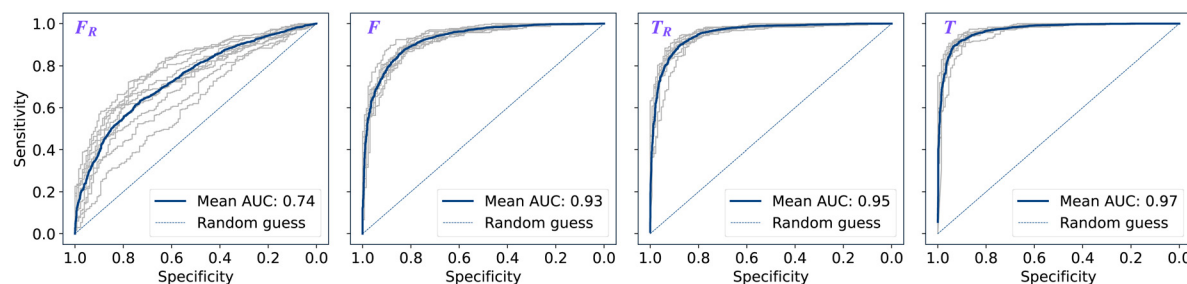 F_R
F
T_R
T
Sensitivity
1.0
0.8
0.6
0.4
0.2
0.0
Mean AUC: 0.74
Random guess
Mean AUC: 0.93
Random guess
Mean AUC: 0.95
Random guess
Mean AUC: 0.97
Random guess
1.0 0.8 0.6 0.4 0.2 0.0
1.0 0.8 0.6 0.4 0.2 0.0
1.0 0.8 0.6 0.4 0.2 0.0
1.0 0.8 0.6 0.4 0.2 0.0
Specificity
Specificity
Specificity
Specificity